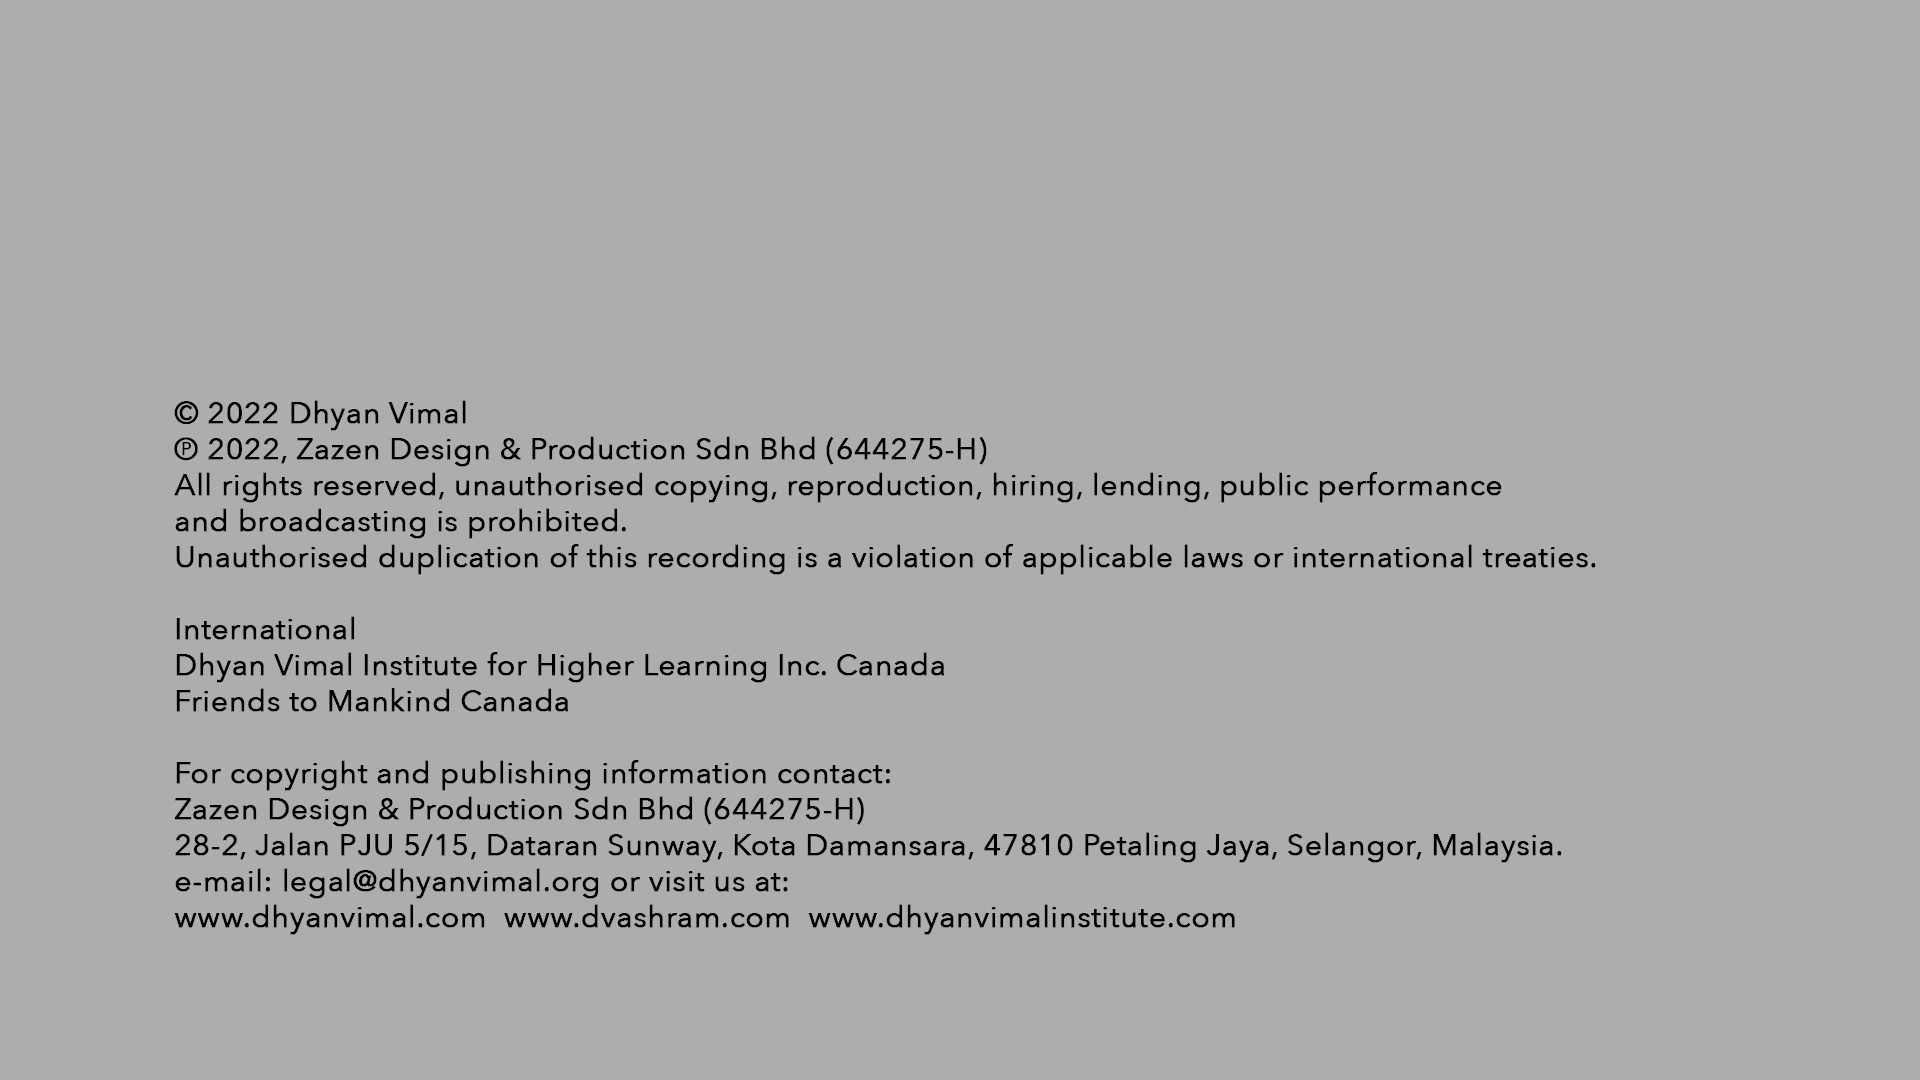 © 2022 Dhyan Vimal
℗ 2022, Zazen Design & Production Sdn Bhd (644275-H)
All rights reserved, unauthorised copying, reproduction, hiring, lending, public performance
and broadcasting is prohibited.
Unauthorised duplication of this recording is a violation of applicable laws or international treaties.
International
Dhyan Vimal Institute for Higher Learning Inc. Canada
Friends to Mankind Canada
For copyright and publishing information contact:
Zazen Design & Production Sdn Bhd (644275-H)
28-2, Jalan PJU 5/15, Dataran Sunway, Kota Damansara, 47810 Petaling Jaya, Selangor, Malaysia.
e-mail: legal@dhyanvimal.org or visit us at:
www.dhyanvimal.com  www.dvashram.com  www.dhyanvimalinstitute.com